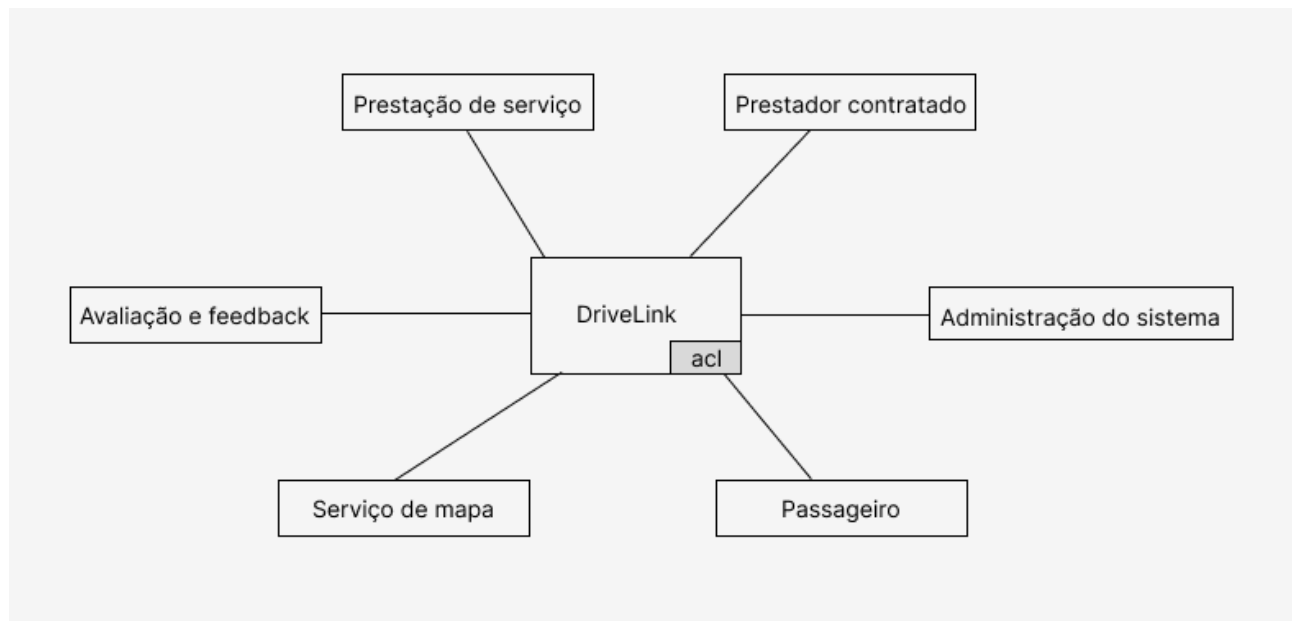 Prestação de serviço
Prestador contratado
Avaliação e feedback
DriveLink
Administração do sistema
acl
Serviço de mapa
Passageiro